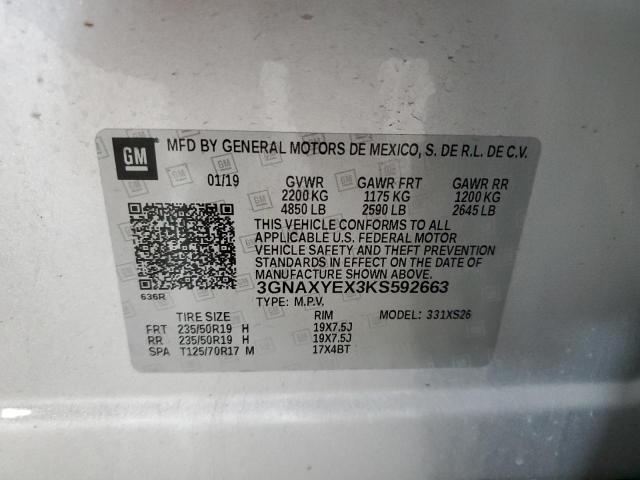 GM
MFD BY GENERAL MOTORS DE MEXICO, S. DE R.L. DE C.V.
01/19 GVWR GAWR FRT GAWR RR
2200 KG 1175 KG 1200 KG
4850 LB 2590 LB 2645 LB
THIS VEHICLE CONFORMS TO ALL
APPLICABLE U.S. FEDERAL MOTOR
VEHICLE SAFETY AND THEFT PREVENTION
STANDARDS IN EFFECT ON THE DATE OF
MANUFACTURE SHOWN ABOVE.
3GNAXYEX3KS592663
636R
TYPE: M.P.V. MODEL: 331XS26
TIRE SIZE RIM
FRT 235/50R19 H 19X7.5J
RR 235/50R19 H 19X7.5J
SPA T125/70R17 M 17X4BT